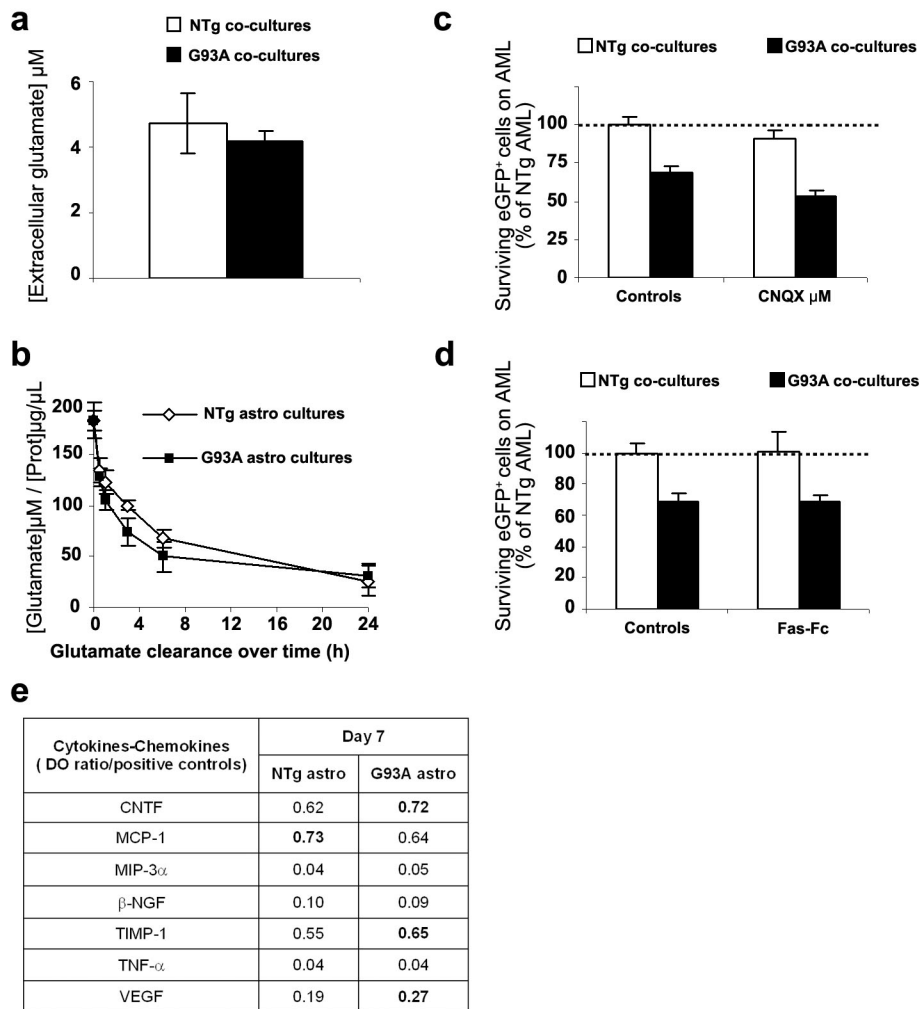 a
NTg co-cultures
G93A co-cultures
[Extracellular glutamate] µM
6
4
2
0
b
[Glutamate]µM / [Prot]µg/µL
200
150
100
50
0
NTg astro cultures
G93A astro cultures
0 4 8 12 16 20 24
Glutamate clearance over time (h)
c
NTg co-cultures
G93A co-cultures
Surviving eGFP+ cells on AML
(% of NTg AML)
100
75
50
25
0
Controls
CNQX µM
d
NTg co-cultures
G93A co-cultures
Surviving eGFP+ cells on AML
(% of NTg AML)
100
80
60
40
20
0
Controls
Fas-Fc
e
Cytokines-Chemokines
( DO ratio/positive controls)
Day 7
NTg astro G93A astro
CNTF 0.62 0.72
MCP-1 0.73 0.64
MIP-3α 0.04 0.05
β-NGF 0.10 0.09
TIMP-1 0.55 0.65
TNF-α 0.04 0.04
VEGF 0.19 0.27